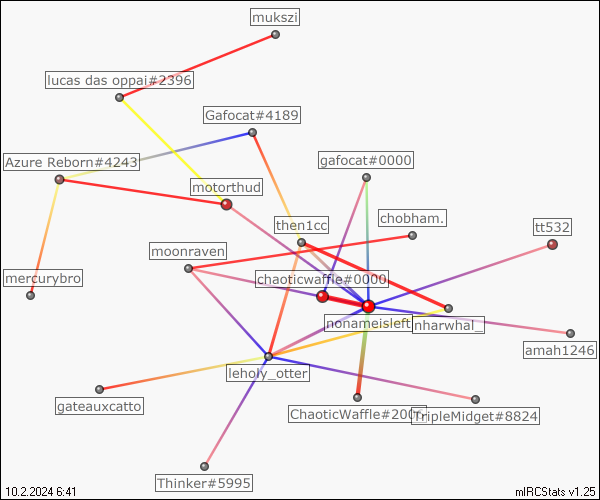 mukszi
lucas das oppai#2396
Gafocat#4189
Azure Reborn#4243
gafocat#0000
motorthud
chobham.
then1cc
tt532
moonraven
chaoticwaffle#0000
mercurybro
nonameisleft
nharwhal_
amah1246
leholy_otter
gateauxcatto
ChaoticWaffle#200
TripleMidget#8824
Thinker#5995
10.2.2024 6:41
mIRCStats v1.25